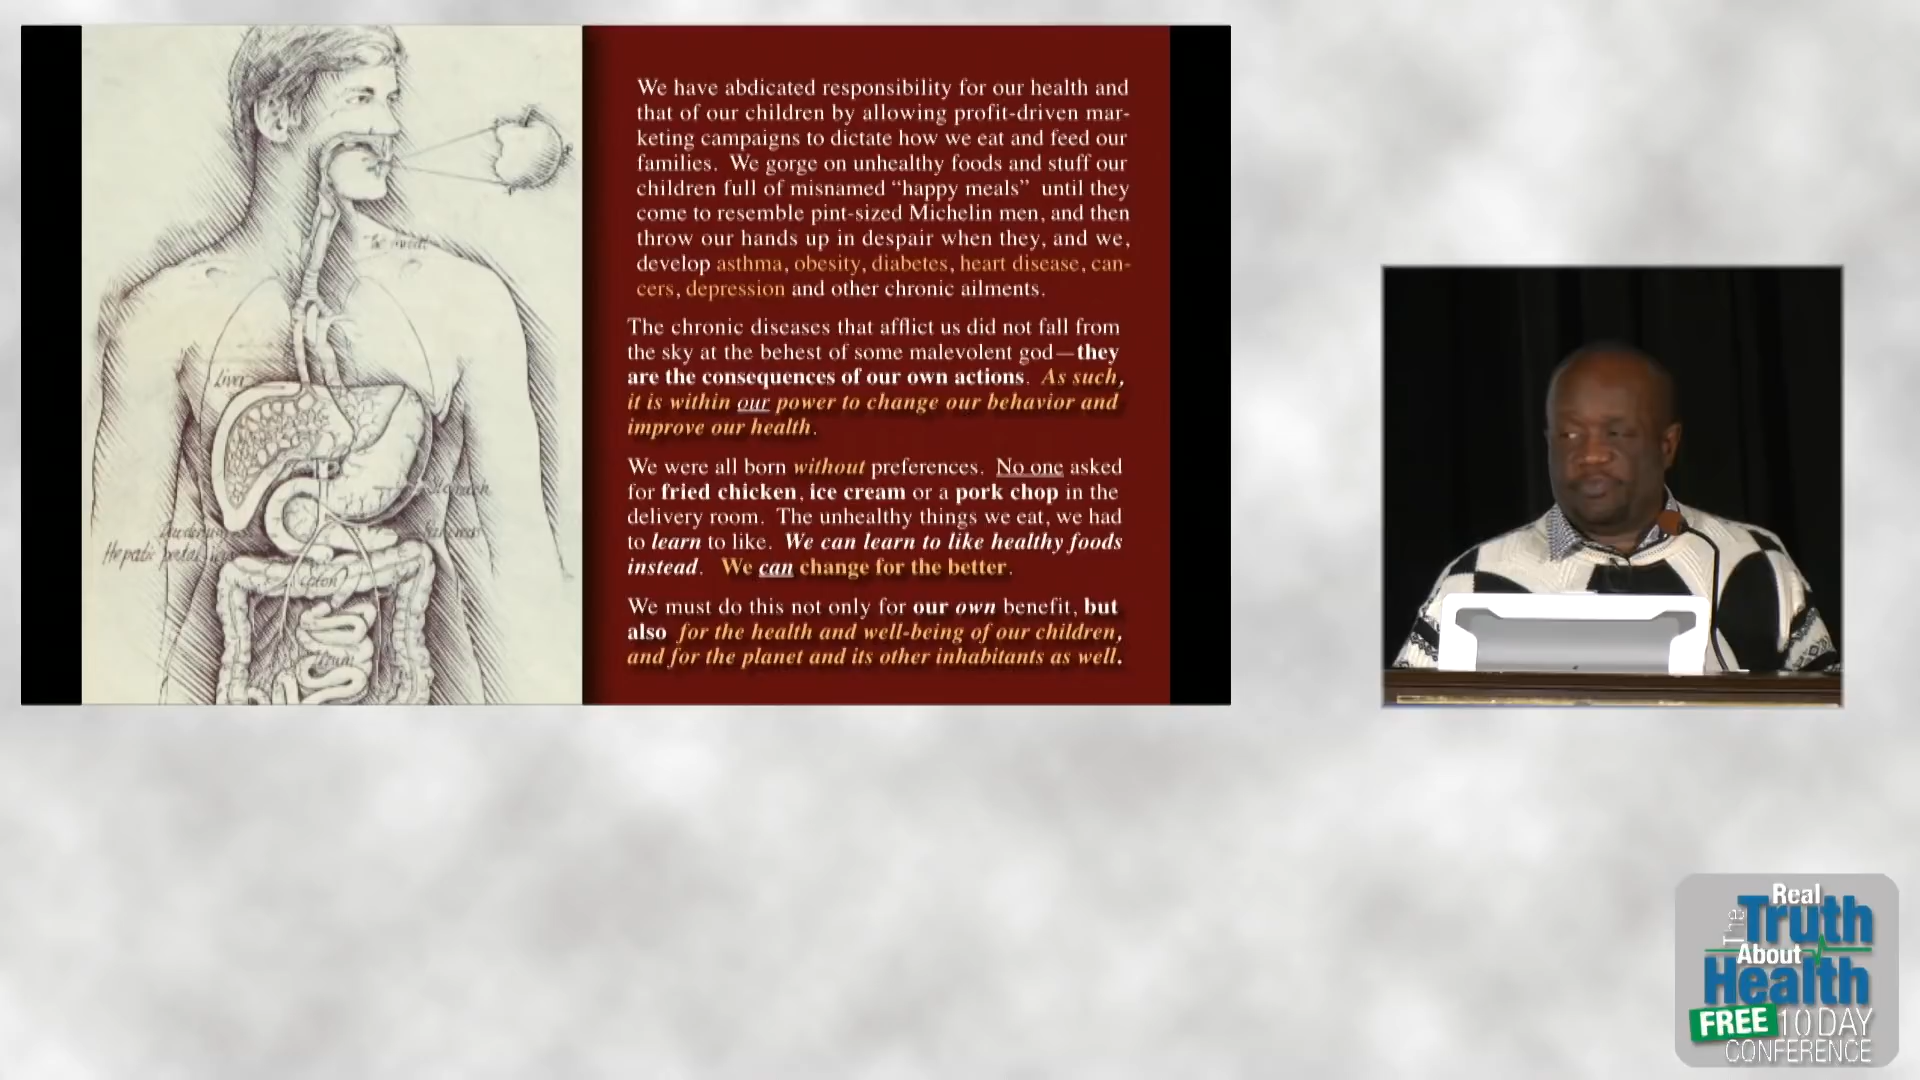 We have abdicated responsibility for our health and
that of our children by allowing profit-driven mar-
keting campaigns to dictate how we eat and feed our
families. We gorge on unhealthy foods and stuff our
children full of misnamed “happy meals” until they
come to resemble pint-sized Michelin men, and then
throw our hands up in despair when they, and we,
develop asthma, obesity, diabetes, heart disease, can-
cers, depression and other chronic ailments.
The chronic diseases that afflict us did not fall from
the sky at the behest of some malevolent god—they
are the consequences of our own actions. As such,
it is within our power to change our behavior and
improve our health.
We were all born without preferences. No one asked
for fried chicken, ice cream or a pork chop in the
delivery room. The unhealthy things we eat, we had
to learn to like. We can learn to like healthy foods
instead. We can change for the better.
We must do this not only for our own benefit, but
also for the health and well-being of our children,
and for the planet and its other inhabitants as well.
Liver
Stomach
Hepatic portal
Colon
The Real
Truth
About
Health
FREE 10 DAY
CONFERENCE